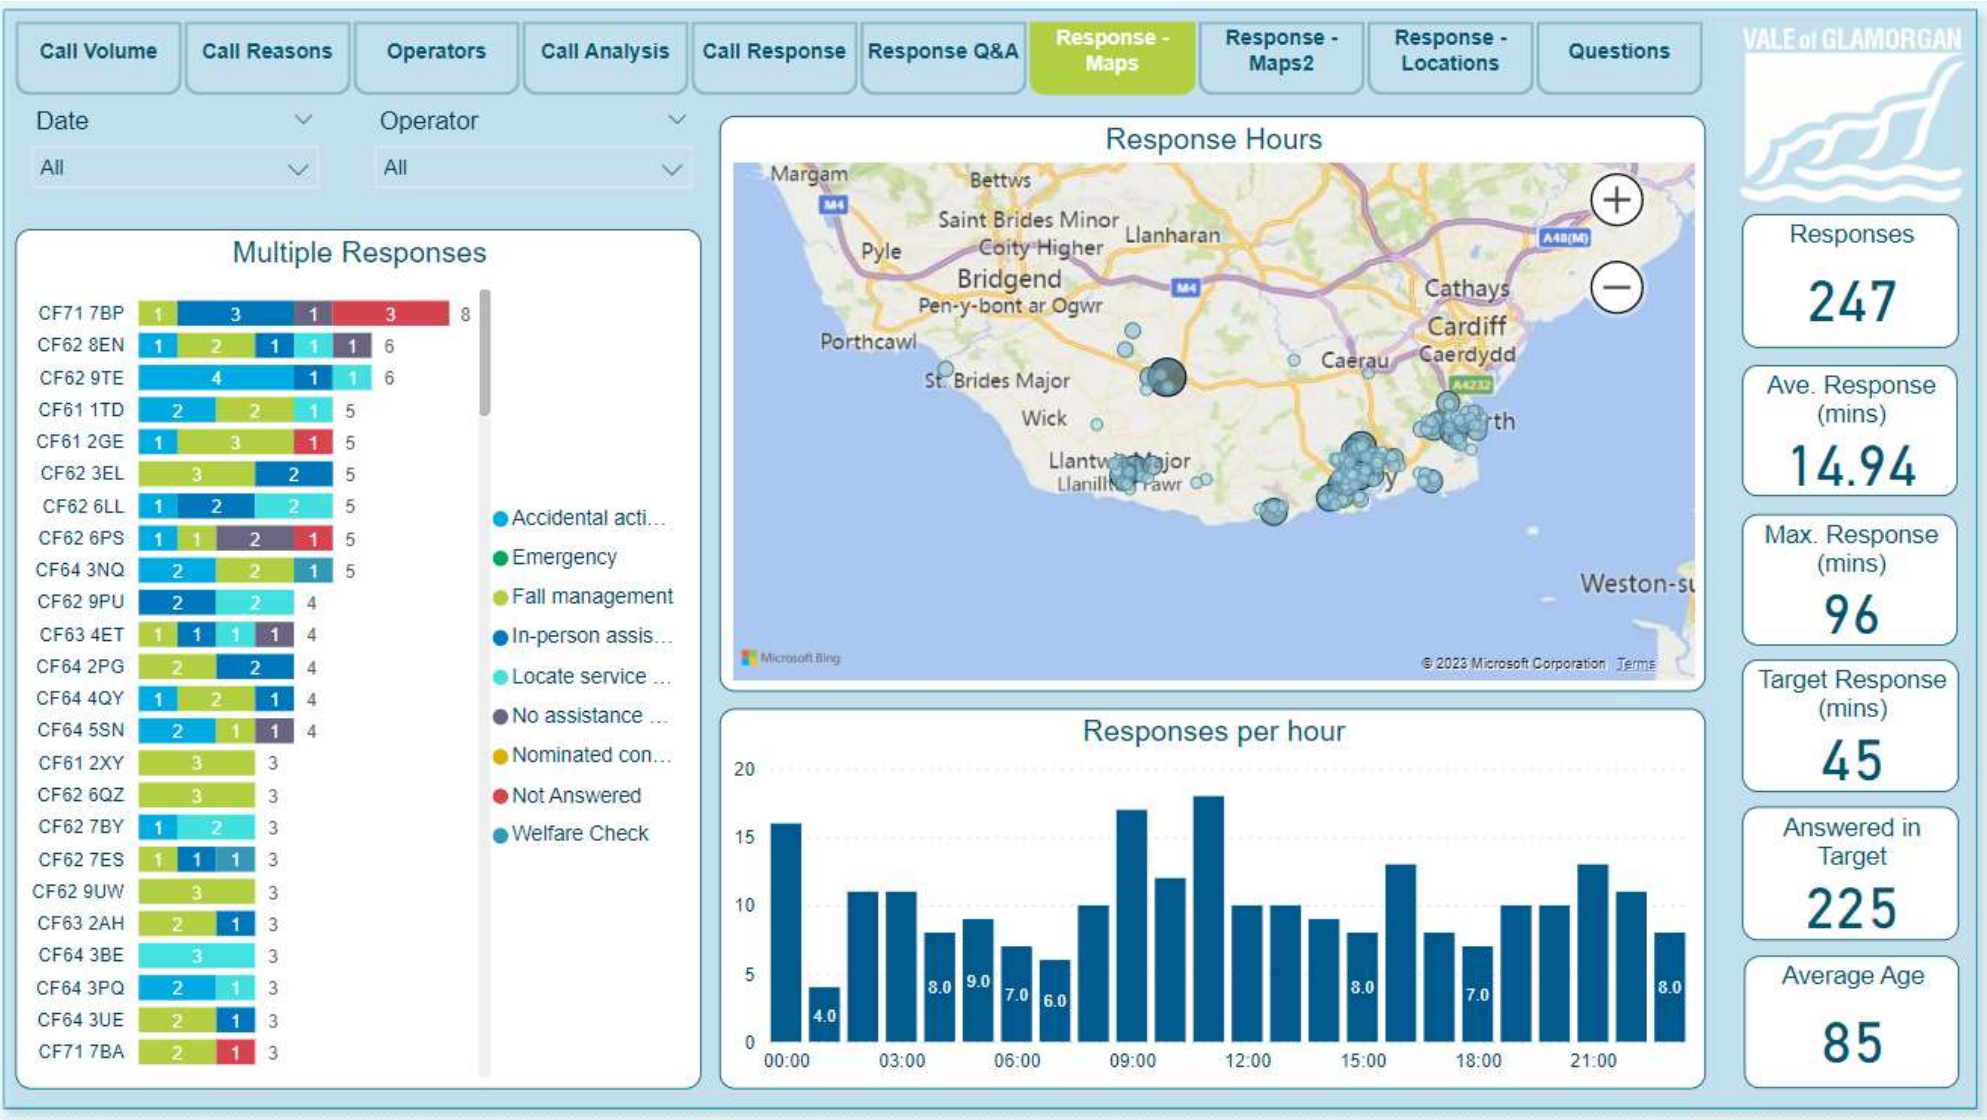 Call Volume
Call Reasons
Operators
Call Analysis
Call Response
Response Q&A
Response -
Maps
Response -
Maps2
Response -
Locations
Questions
VALE of GLAMORGAN
Date
Operator
All
All
Multiple Responses
CF71 7BP 1 3 1 3 8
CF62 8EN 1 2 1 1 1 6
CF62 9TE 4 1 1 6
CF61 1TD 2 2 1 5
CF61 2GE 1 3 1 5
CF62 3EL 3 2 5
CF62 6LL 1 2 2 5
CF62 6PS 1 1 2 1 5
CF64 3NQ 2 2 1 5
CF62 9PU 2 2 4
CF63 4ET 1 1 1 1 4
CF64 2PG 2 2 4
CF64 4QY 1 2 1 4
CF64 5SN 2 1 1 4
CF61 2XY 3 3
CF62 6QZ 3 3
CF62 7BY 1 2 3
CF62 7ES 1 1 1 3
CF62 9UW 3 3
CF63 2AH 2 1 3
CF64 3BE 3 3
CF64 3PQ 2 1 3
CF64 3UE 2 1 3
CF71 7BA 2 1 3
Accidental acti...
Emergency
Fall management
In-person assis...
Locate service ...
No assistance ...
Nominated con...
Not Answered
Welfare Check
Response Hours
Margam
Bettws
M4
Saint Brides Minor
Llanharan
A48(M)
Pyle
Coity Higher
Bridgend
M4
Cathays
Pen-y-bont ar Ogwr
Cardiff
Porthcawl
Caerau
Caerdydd
St. Brides Major
A4232
Wick
rth
Llantw Major
Llanillt Fawr
y
Weston-su
Microsoft Bing
© 2023 Microsoft Corporation Terms
Responses per hour
20
15
10
5
0
4.0
8.0
9.0
7.0
6.0
8.0
7.0
8.0
00:00
03:00
06:00
09:00
12:00
15:00
18:00
21:00
Responses
247
Ave. Response
(mins)
14.94
Max. Response
(mins)
96
Target Response
(mins)
45
Answered in
Target
225
Average Age
85